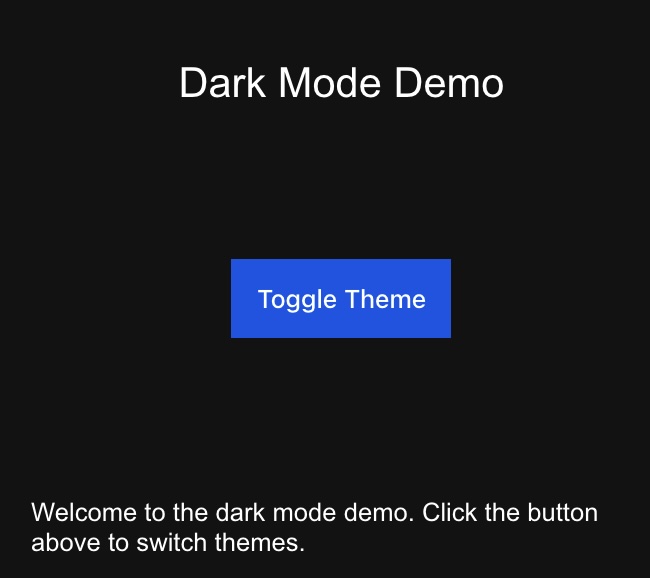 Dark Mode Demo
Toggle Theme
Welcome to the dark mode demo. Click the button
above to switch themes.